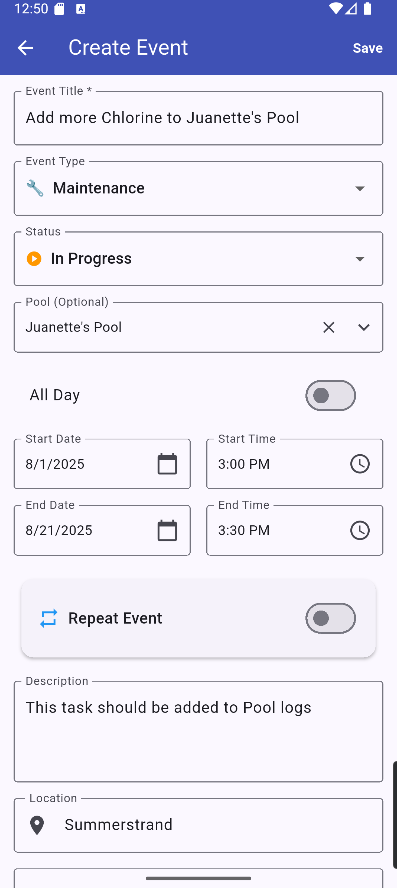 12:50
Create Event
Save
Event Title *
Add more Chlorine to Juanette's Pool
Event Type
Maintenance
Status
In Progress
Pool (Optional)
Juanette's Pool
All Day
Start Date
8/1/2025
Start Time
3:00 PM
End Date
8/21/2025
End Time
3:30 PM
Repeat Event
Description
This task should be added to Pool logs
Location
Summerstrand